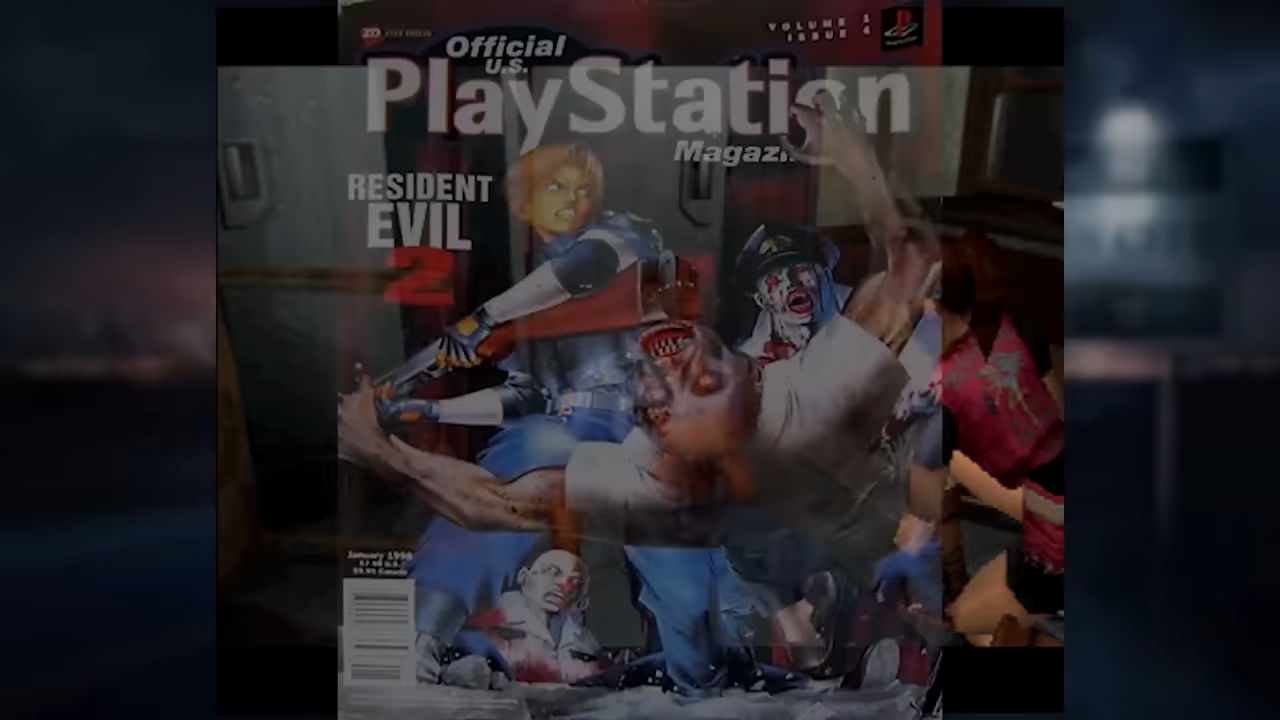 VOLUME 1
ISSUE 4
Official
U.S.
PlayStation
Magazi
RESIDENT
EVIL
2
January 1998